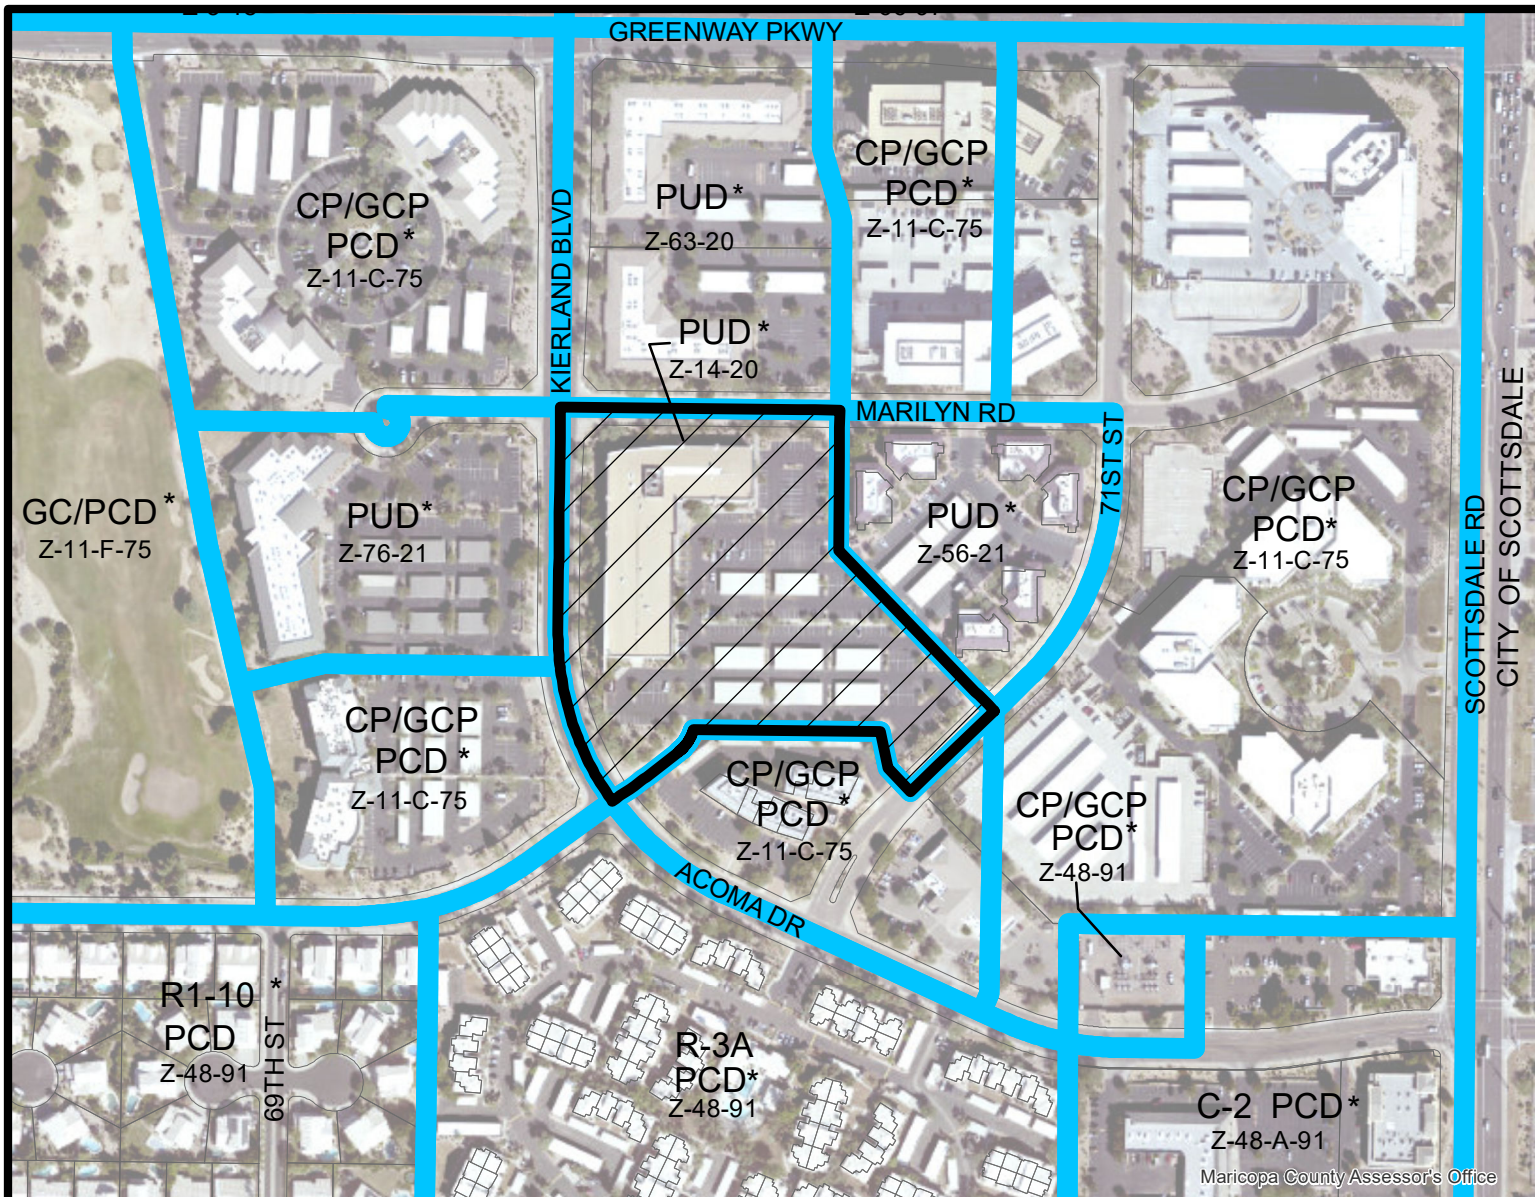 GREENWAY PKWY
CP/GCP
PCD*
Z-11-C-75
KIERLAND BLVD
PUD*
Z-63-20
CP/GCP
PCD*
Z-11-C-75
PUD*
Z-14-20
MARILYN RD
71ST ST
GC/PCD*
Z-11-F-75
PUD*
Z-76-21
PUD*
Z-56-21
CP/GCP
PCD*
Z-11-C-75
SCOTTSDALE RD
CITY OF SCOTTSDALE
CP/GCP
PCD*
Z-11-C-75
CP/GCP
PCD*
Z-11-C-75
CP/GCP
PCD*
Z-48-91
ACOMA DR
R1-10 *
PCD
Z-48-91
69TH ST
R-3A
PCD*
Z-48-91
C-2 PCD*
Z-48-A-91
Maricopa County Assessor's Office